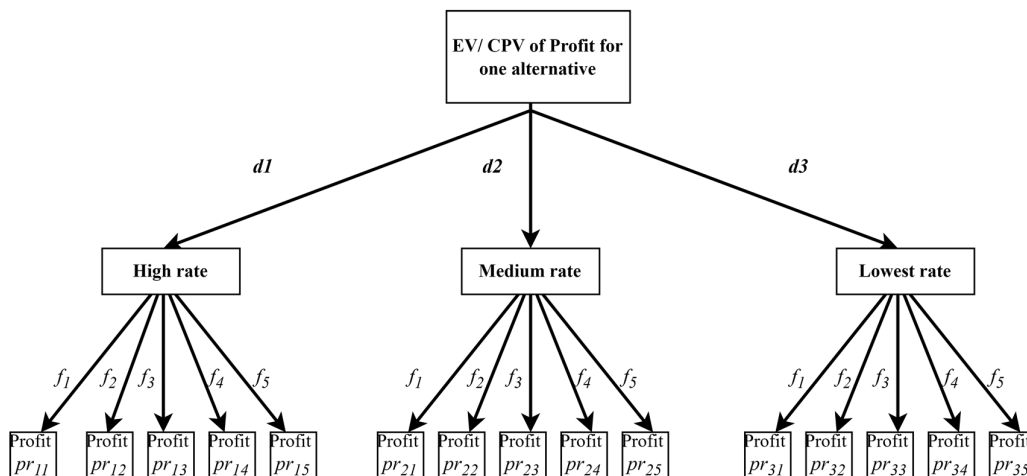 EV/ CPV of Profit for
one alternative
d1 d2 d3
High rate Medium rate Lowest rate
f1 f2 f3 f4 f5 f1 f2 f3 f4 f5 f1 f2 f3 f4 f5
Profit Profit Profit Profit Profit Profit Profit Profit Profit Profit Profit Profit Profit Profit Profit
pr11 pr12 pr13 pr14 pr15 pr21 pr22 pr23 pr24 pr25 pr31 pr32 pr33 pr34 pr35